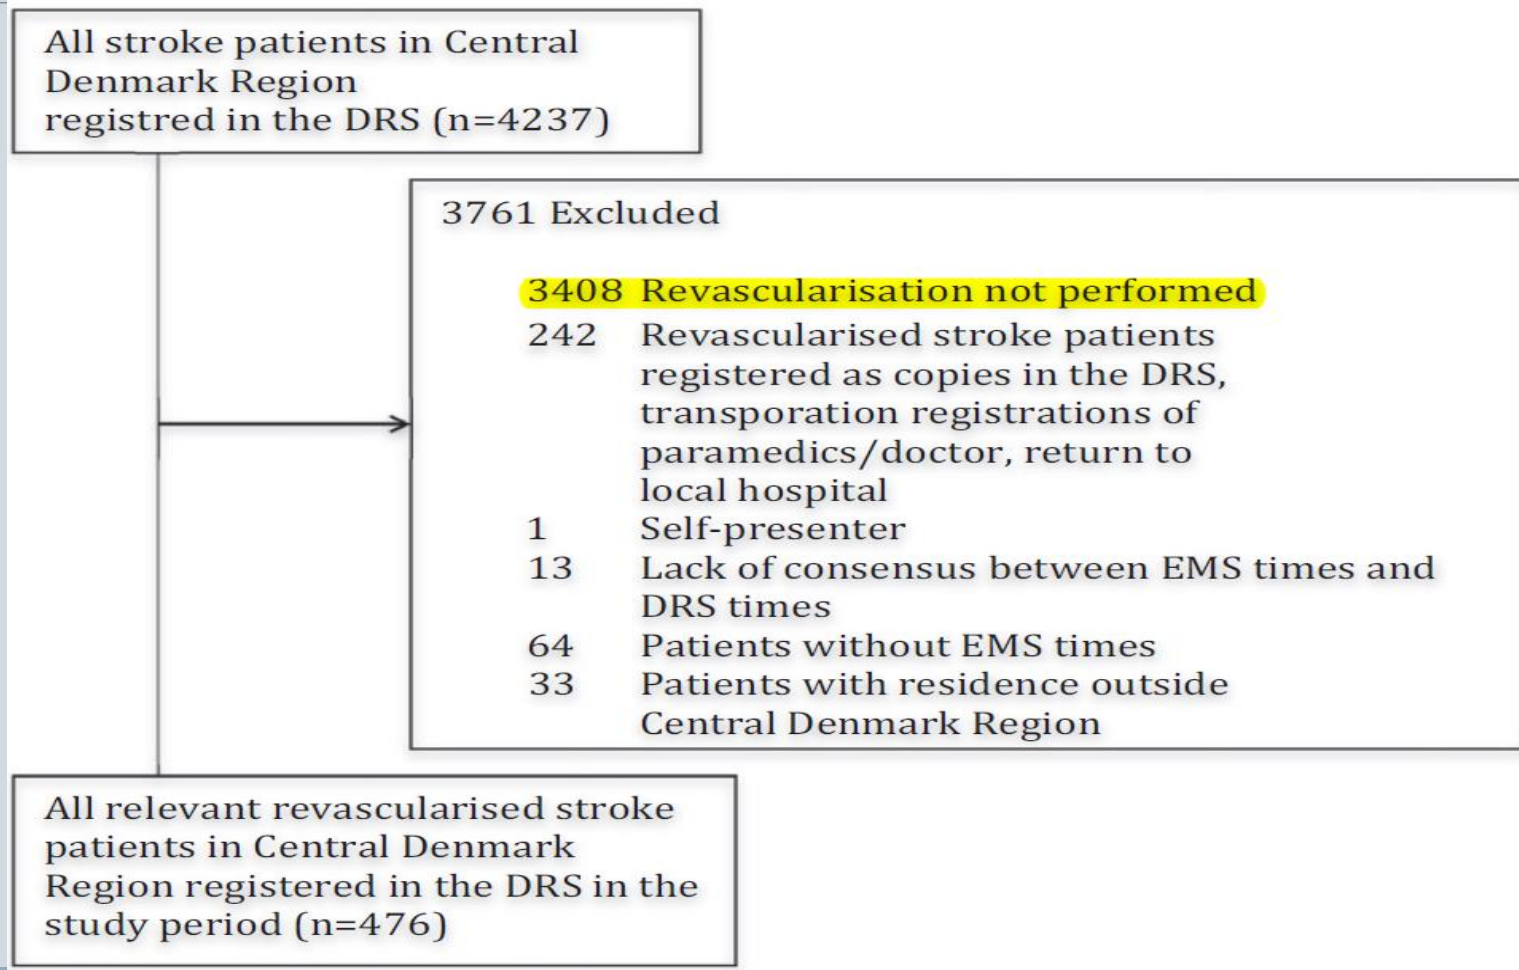 All stroke patients in Central
Denmark Region
registred in the DRS (n=4237)
3761 Excluded
3408 Revascularisation not performed
242 Revascularised stroke patients
registered as copies in the DRS,
transporation registrations of
paramedics/doctor, return to
local hospital
1 Self-presenter
13 Lack of consensus between EMS times and
DRS times
64 Patients without EMS times
33 Patients with residence outside
Central Denmark Region
All relevant revascularised stroke
patients in Central Denmark
Region registered in the DRS in the
study period (n=476)